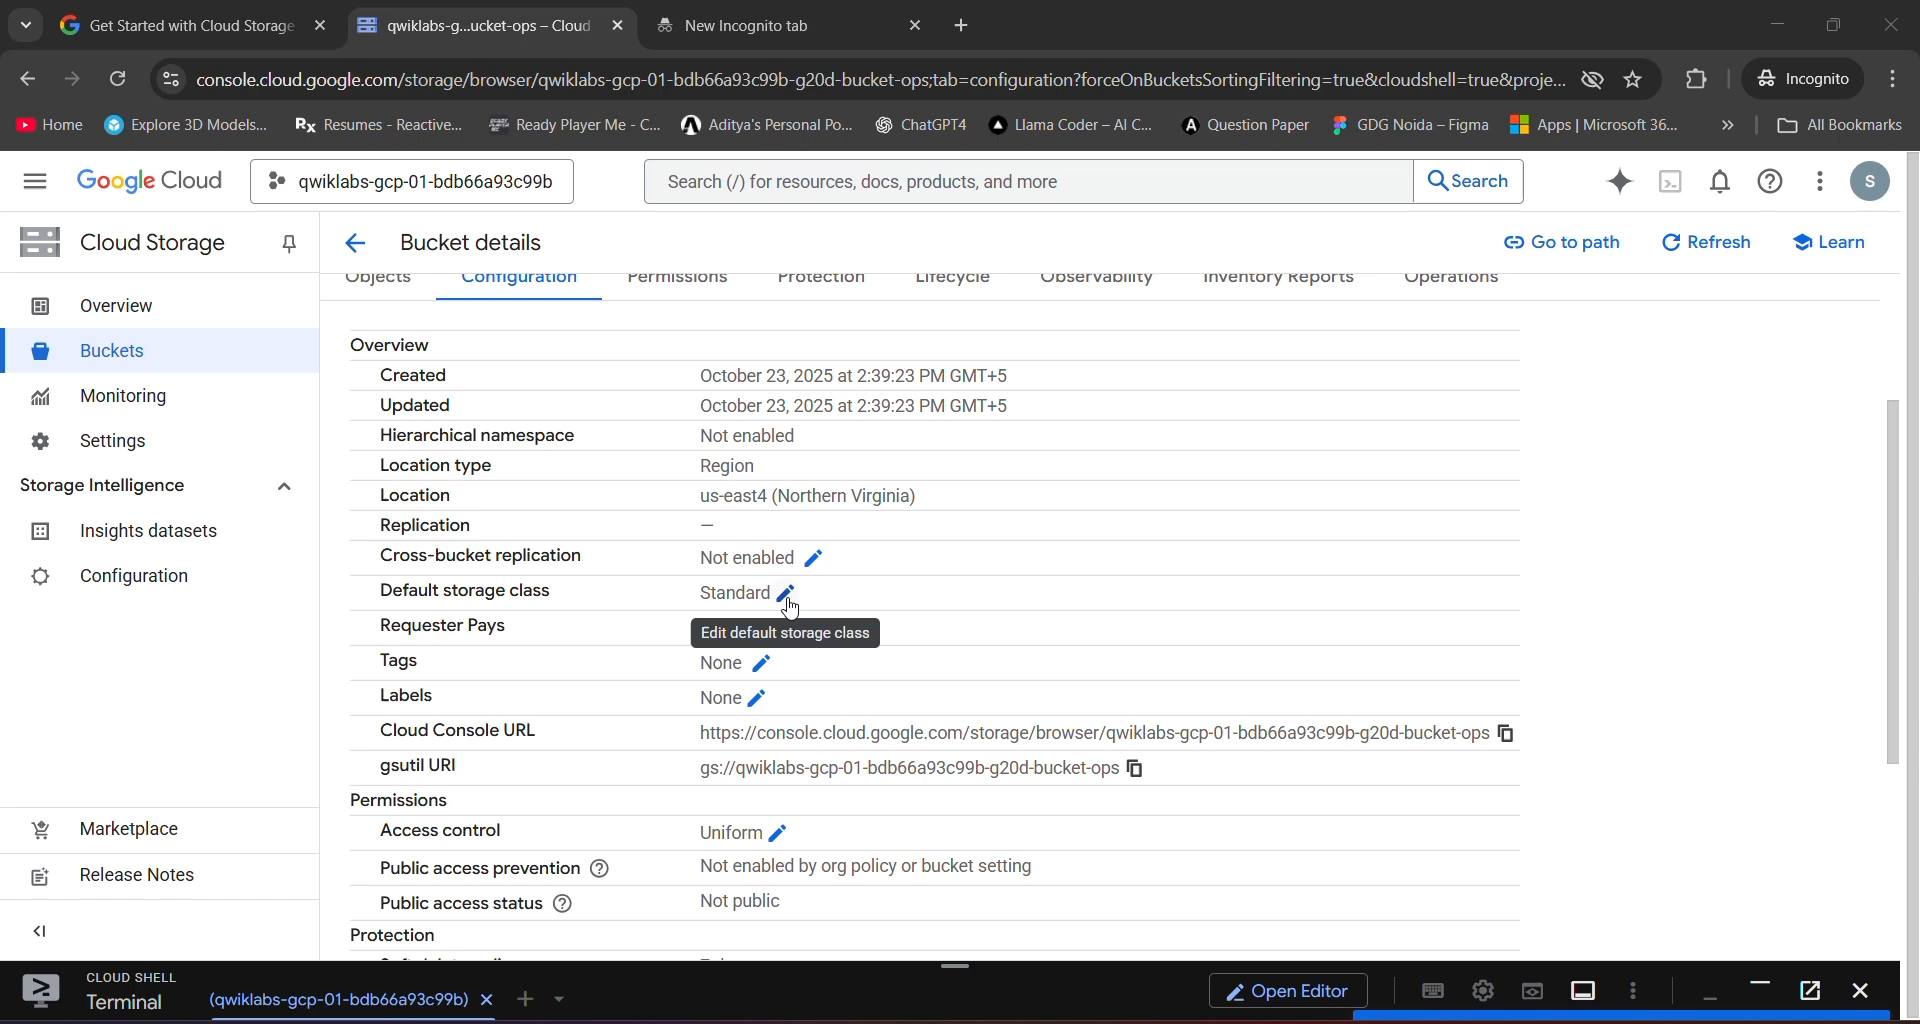 Get Started with Cloud Storage
qwiklabs-g...ucket-ops – Cloud
New Incognito tab
console.cloud.google.com/storage/browser/qwiklabs-gcp-01-bdb66a93c99b-g20d-bucket-ops;tab=configuration?forceOnBucketsSortingFiltering=true&cloudshell=true&proje...
Incognito
Home
Explore 3D Models...
Rx Resumes - Reactive...
Ready Player Me - C...
Aditya's Personal Po...
ChatGPT4
Llama Coder – AI C...
Question Paper
GDG Noida – Figma
Apps | Microsoft 36...
All Bookmarks
Google Cloud
qwiklabs-gcp-01-bdb66a93c99b
Search (/) for resources, docs, products, and more
Search
S
Cloud Storage
Bucket details
Go to path
Refresh
Learn
Objects
Configuration
Permissions
Protection
Lifecycle
Observability
Inventory Reports
Operations
Overview
Buckets
Monitoring
Settings
Storage Intelligence
Insights datasets
Configuration
Marketplace
Release Notes
Overview
Created October 23, 2025 at 2:39:23 PM GMT+5
Updated October 23, 2025 at 2:39:23 PM GMT+5
Hierarchical namespace Not enabled
Location type Region
Location us-east4 (Northern Virginia)
Replication —
Cross-bucket replication Not enabled
Default storage class Standard
Requester Pays
Edit default storage class
Tags None
Labels None
Cloud Console URL https://console.cloud.google.com/storage/browser/qwiklabs-gcp-01-bdb66a93c99b-g20d-bucket-ops
gsutil URI gs://qwiklabs-gcp-01-bdb66a93c99b-g20d-bucket-ops
Permissions
Access control Uniform
Public access prevention Not enabled by org policy or bucket setting
Public access status Not public
Protection
CLOUD SHELL
Terminal
(qwiklabs-gcp-01-bdb66a93c99b)
Open Editor